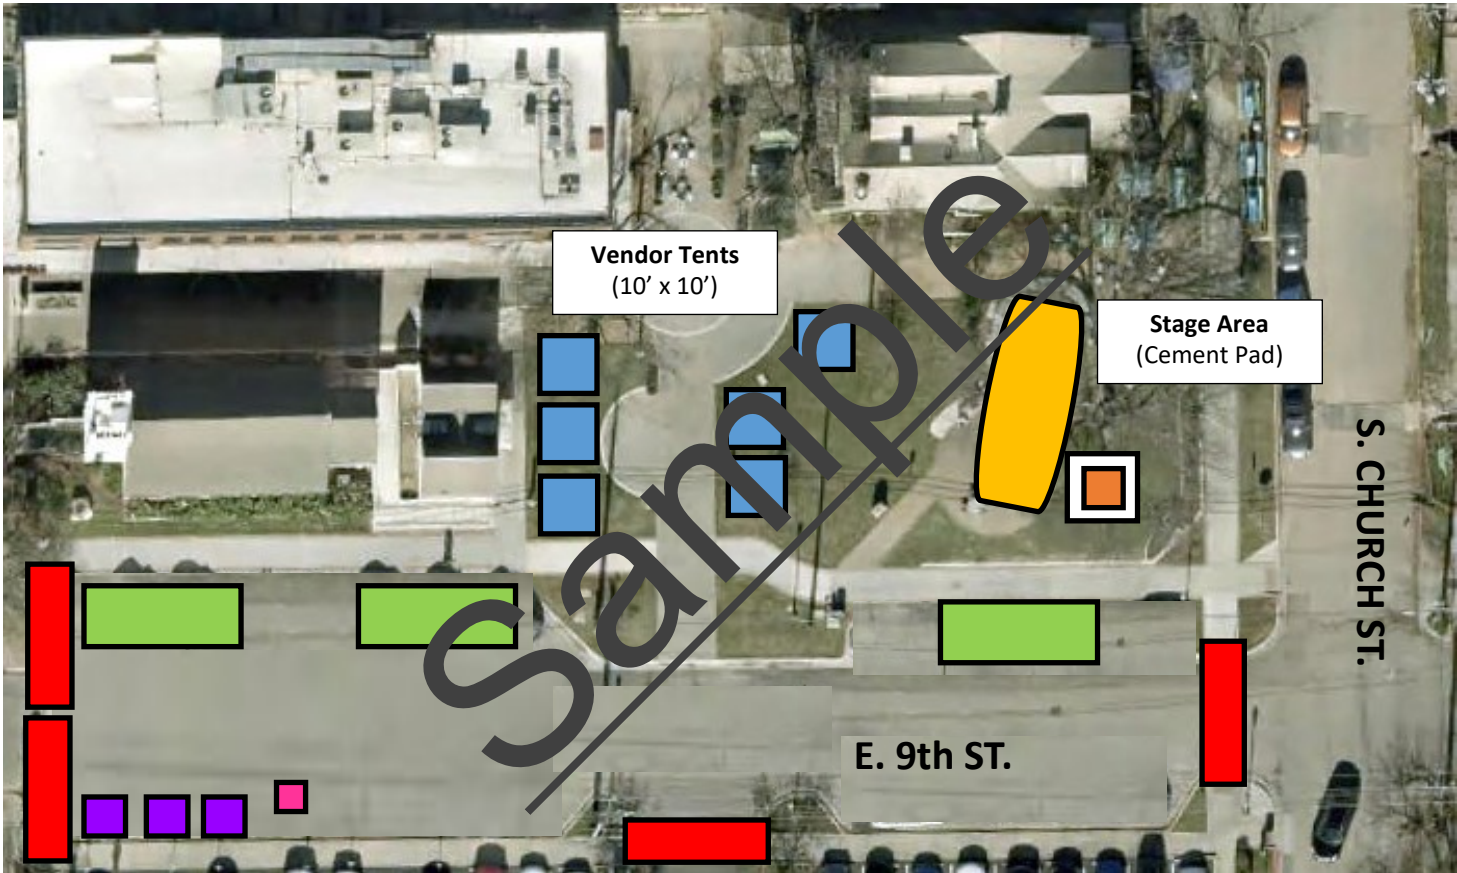 Vendor Tents
(10’ x 10’)
Stage Area
(Cement Pad)
S. CHURCH ST.
Sample
E. 9th ST.